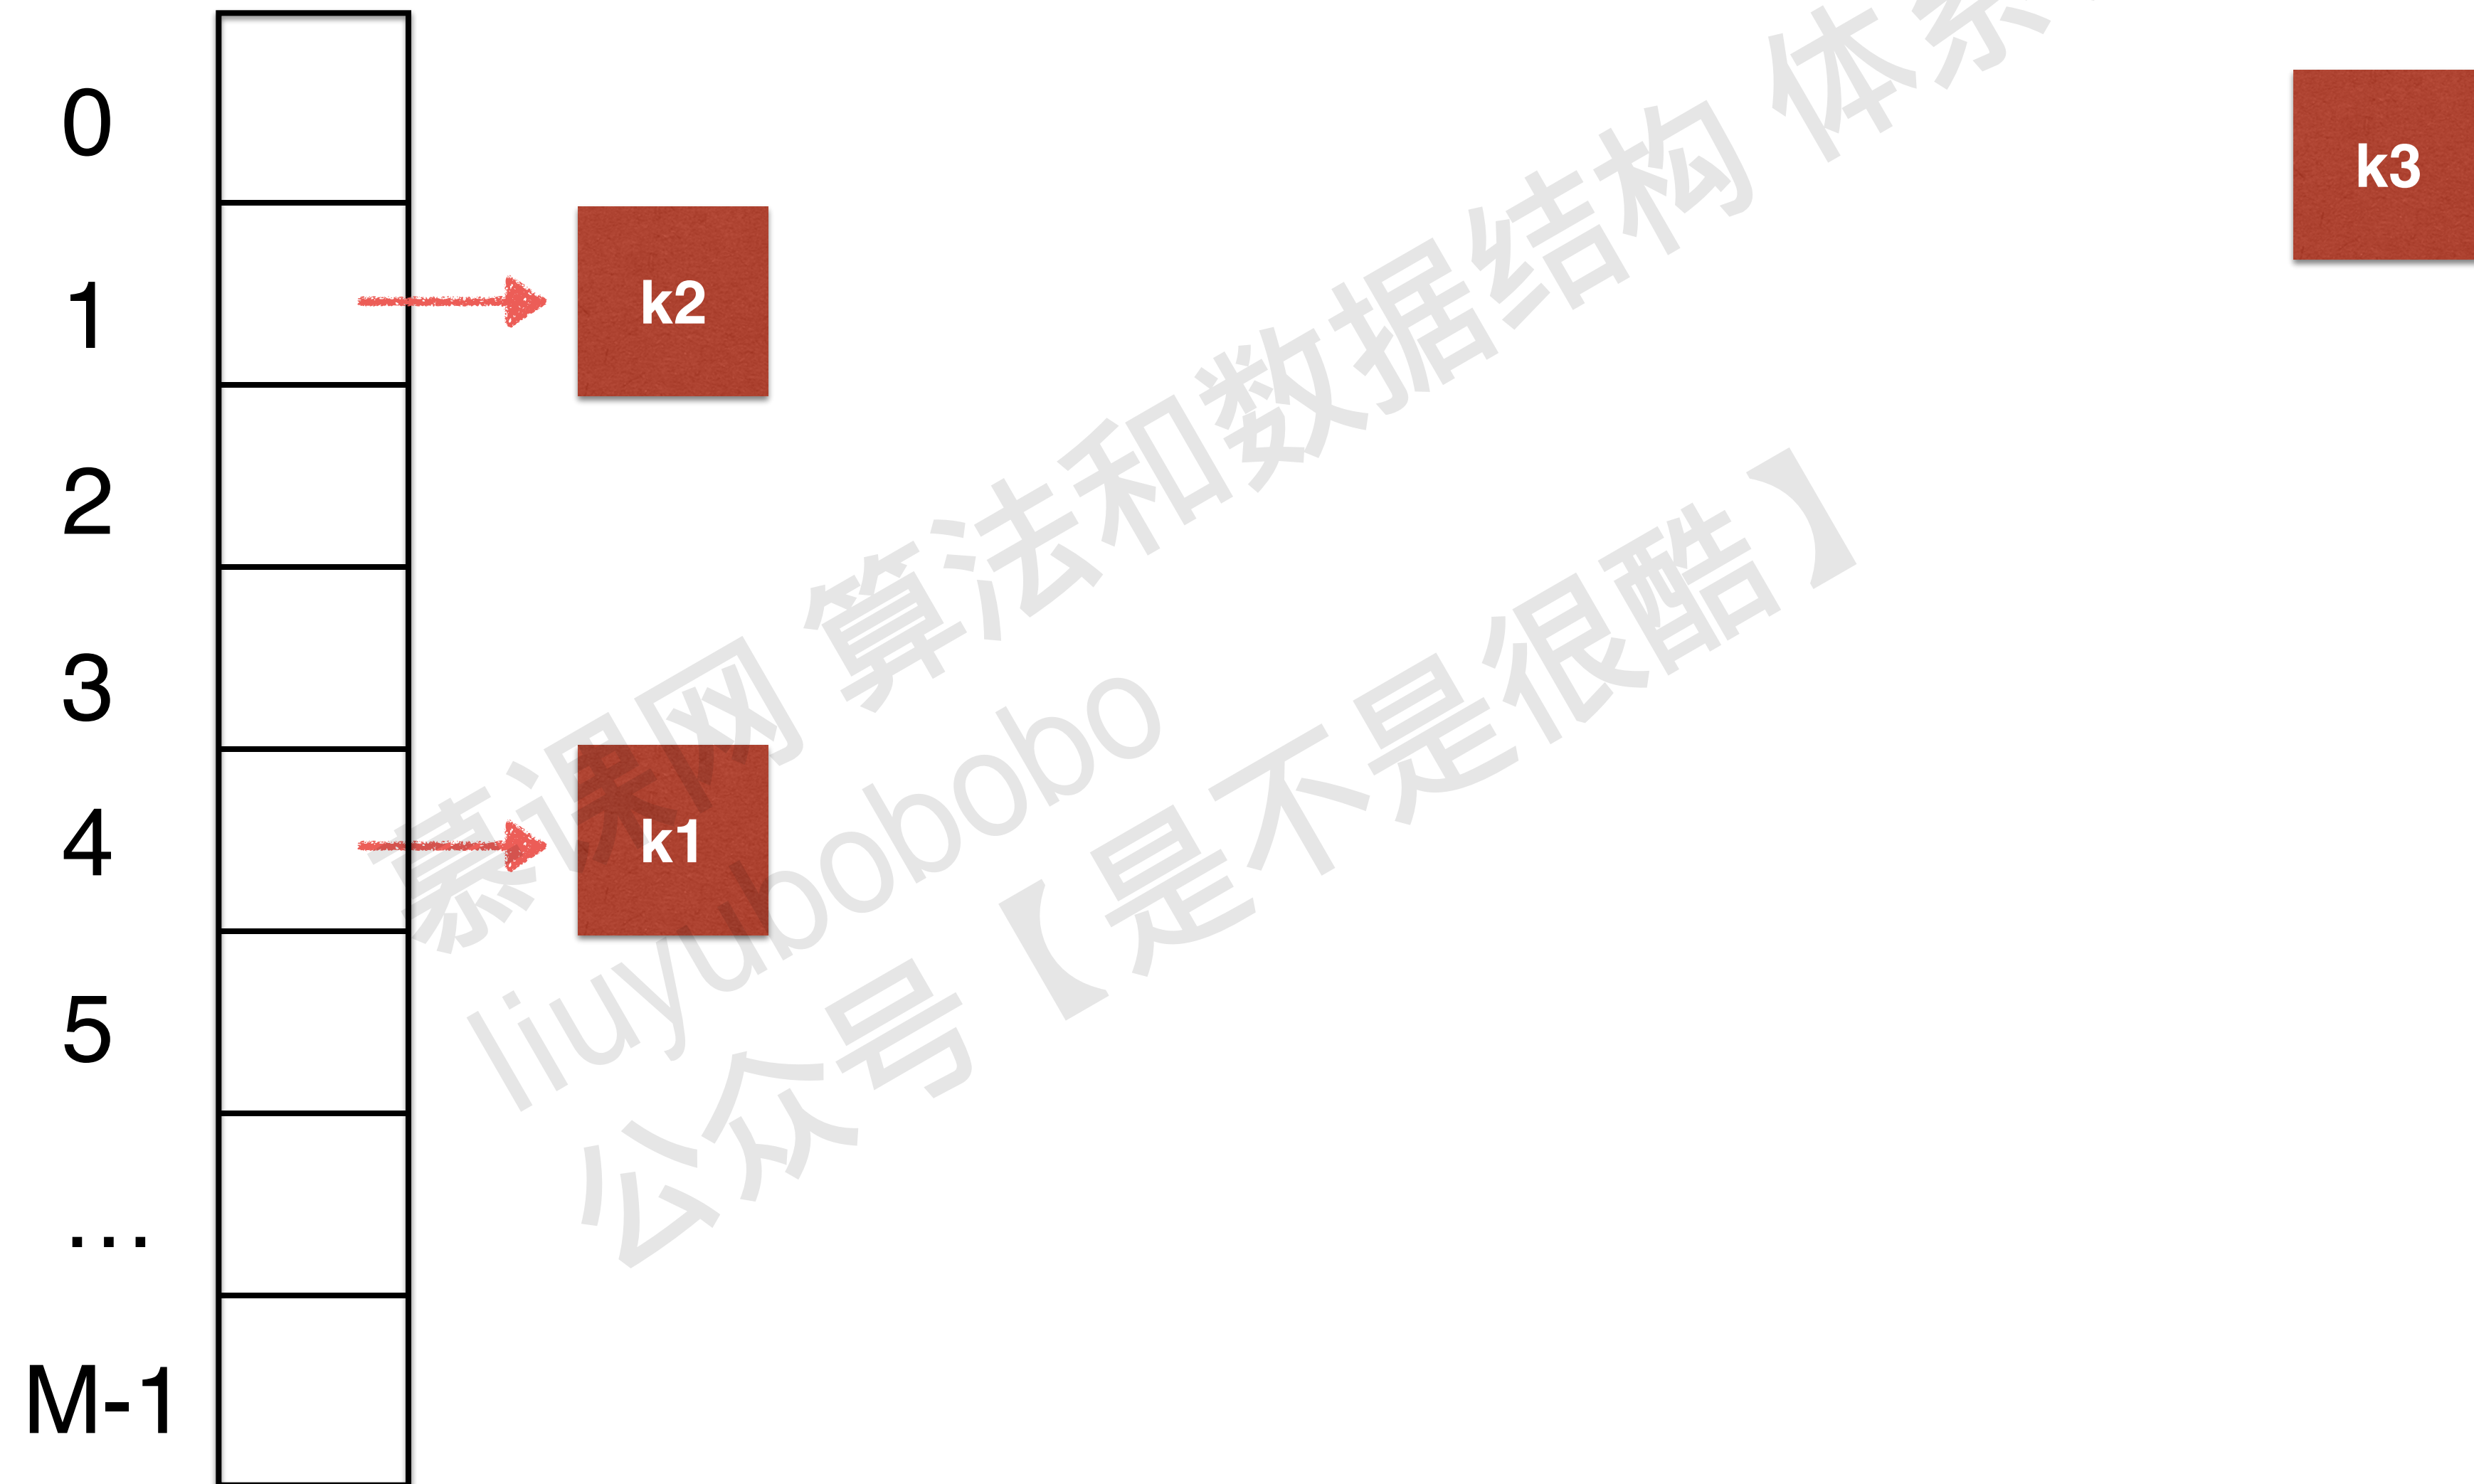 0
k3
1
k2
2
3
4
k1
5
...
M-1
慕课网 算法和数据结构 体系
liuyubobobo
公众号【是不是很酷】